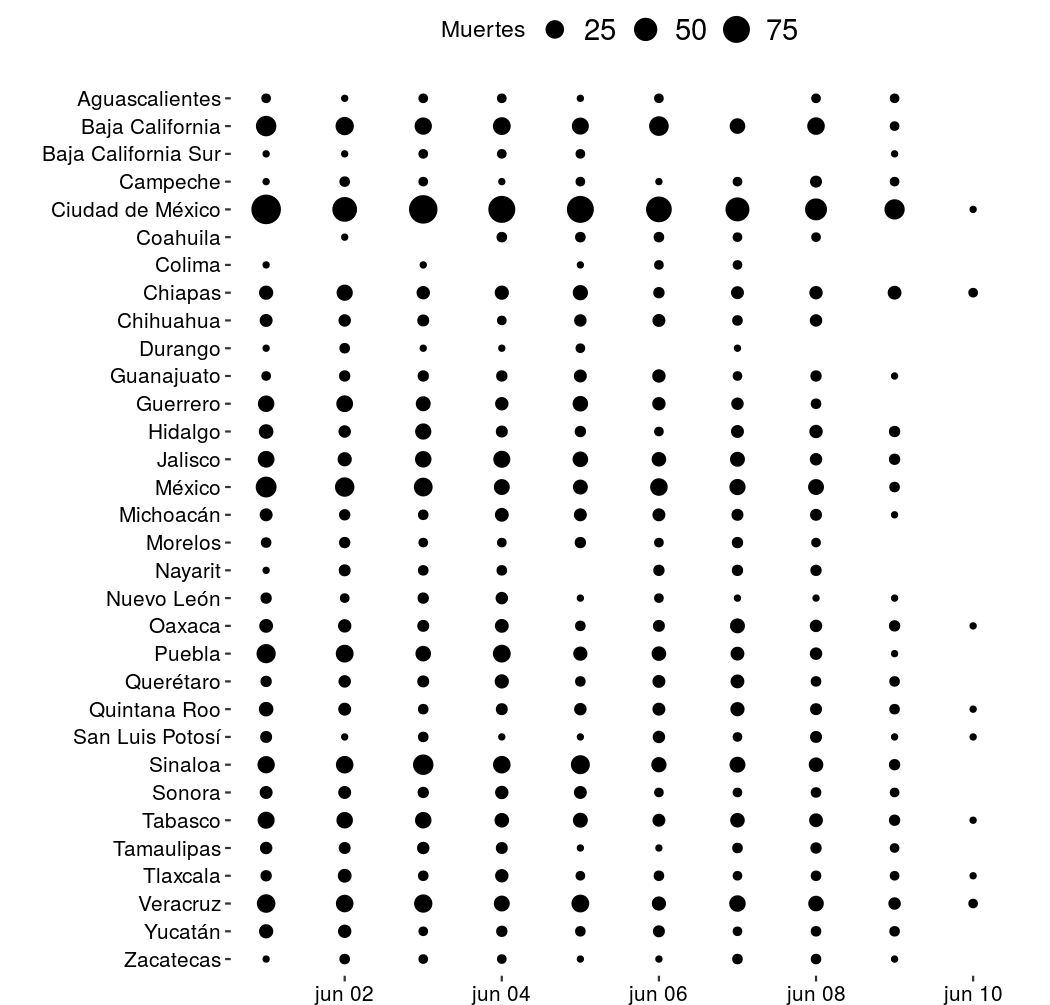 Muertes 25 50 75
Aguascalientes
Baja California
Baja California Sur
Campeche
Ciudad de México
Coahuila
Colima
Chiapas
Chihuahua
Durango
Guanajuato
Guerrero
Hidalgo
Jalisco
México
Michoacán
Morelos
Nayarit
Nuevo León
Oaxaca
Puebla
Querétaro
Quintana Roo
San Luis Potosí
Sinaloa
Sonora
Tabasco
Tamaulipas
Tlaxcala
Veracruz
Yucatán
Zacatecas
jun 02 jun 04 jun 06 jun 08 jun 10